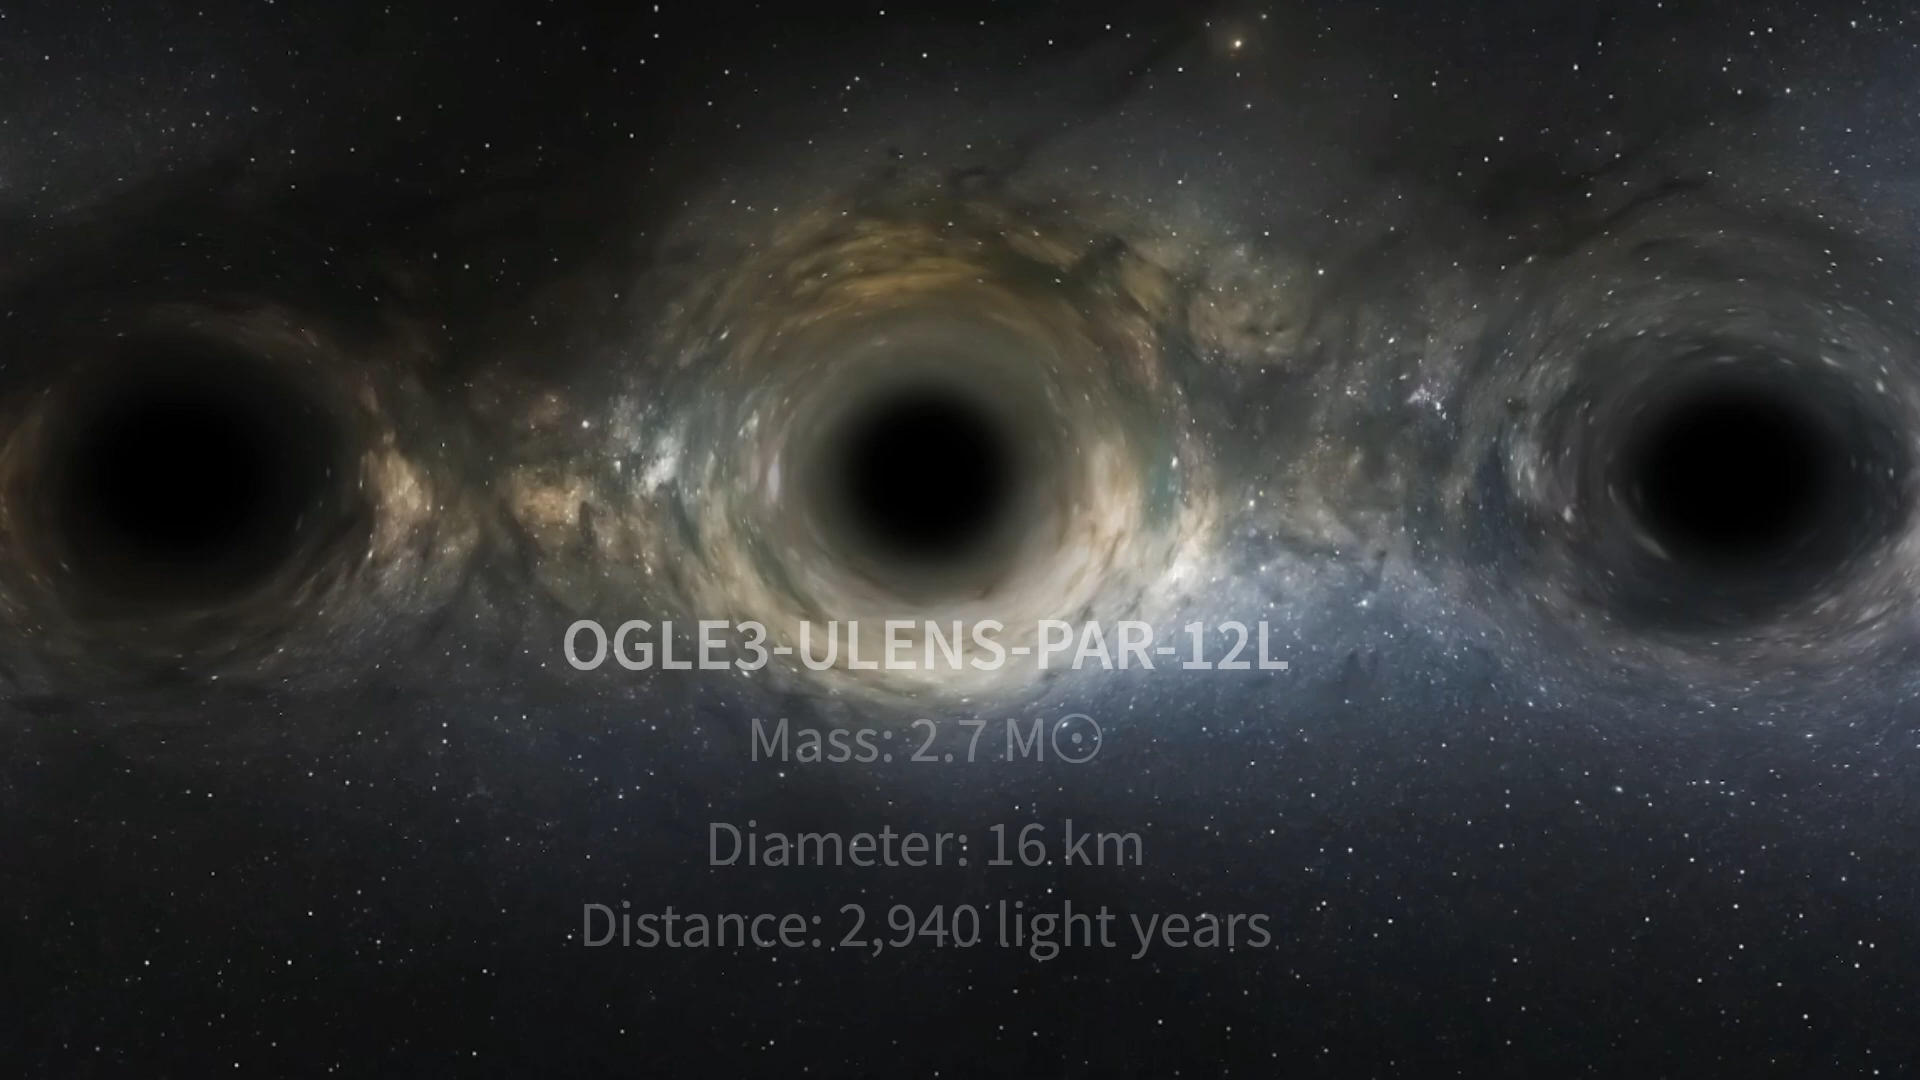 OGLE3-ULENS-PAR-12L
Mass: 2.7 M☉
Diameter: 16 km
Distance: 2,940 light years